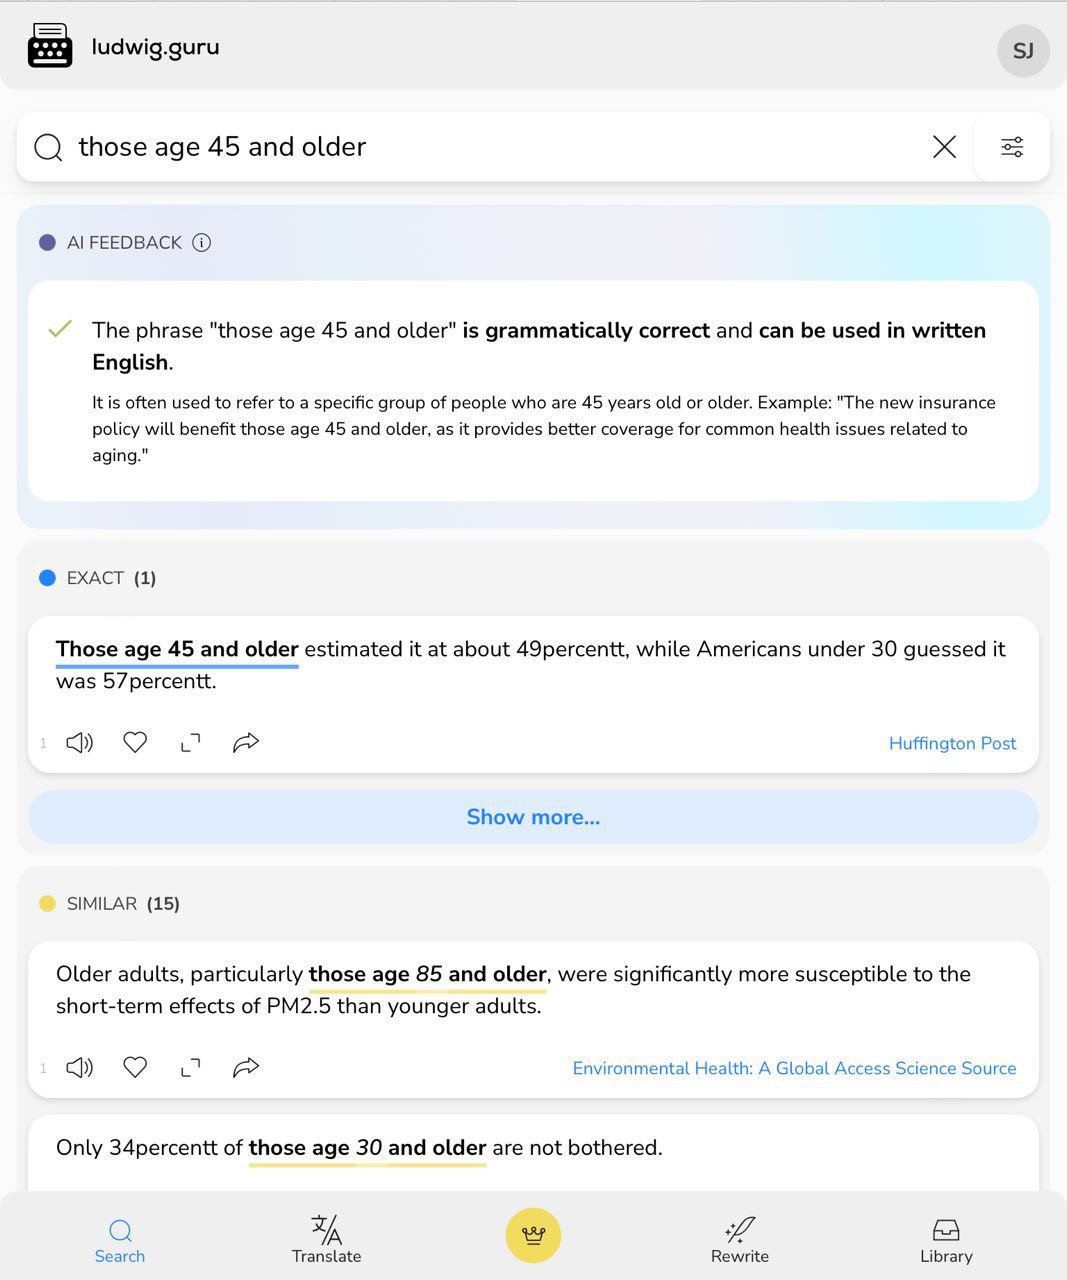 ludwig.guru
SJ
those age 45 and older
AI FEEDBACK
The phrase "those age 45 and older" is grammatically correct and can be used in written
English.
It is often used to refer to a specific group of people who are 45 years old or older. Example: "The new insurance
policy will benefit those age 45 and older, as it provides better coverage for common health issues related to
aging."
EXACT (1)
Those age 45 and older estimated it at about 49percentt, while Americans under 30 guessed it
was 57percentt.
1
Huffington Post
Show more...
SIMILAR (15)
Older adults, particularly those age 85 and older, were significantly more susceptible to the
short-term effects of PM2.5 than younger adults.
1
Environmental Health: A Global Access Science Source
Only 34percentt of those age 30 and older are not bothered.
Search
Translate
Rewrite
Library